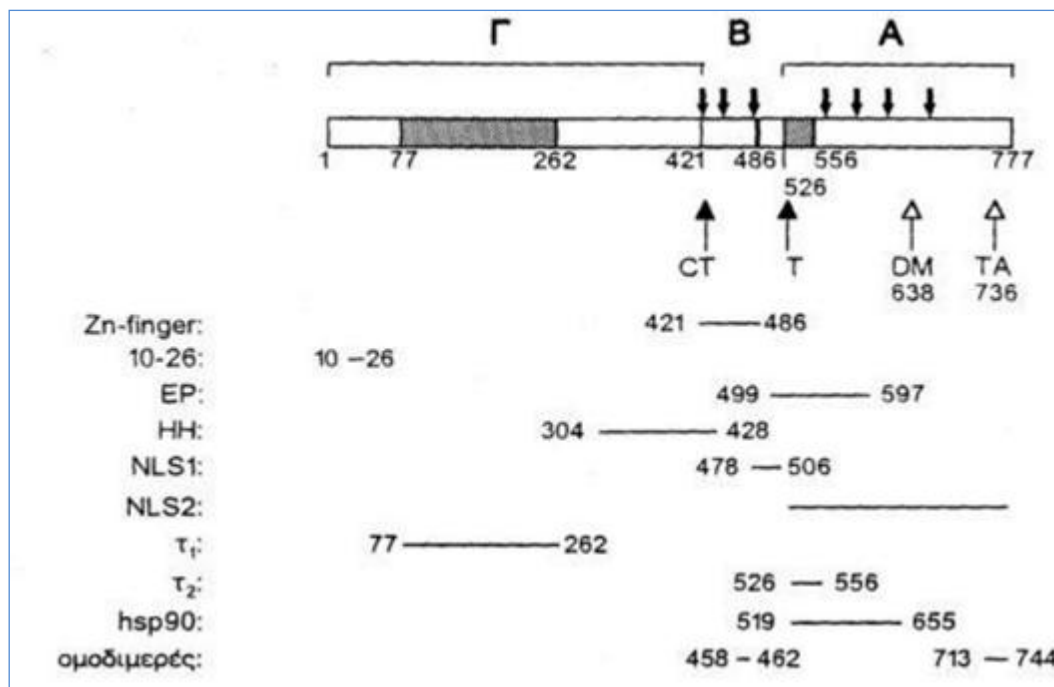 Γ Β Α
1 77 262 421 486 556 777
526
CT T DM TA
638 736
Zn-finger: 421 486
10-26: 10 –26
EP: 499 597
HH: 304 428
NLS1: 478 506
NLS2:
τ1: 77 262
τ2: 526 556
hsp90: 519 655
ομοδιμερές: 458 – 462 713 — 744